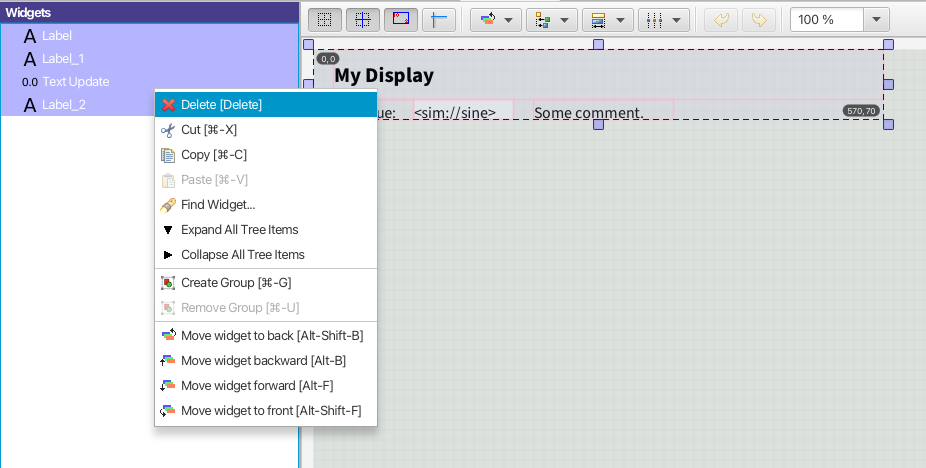 Widgets
Label
Label_1
0.0 Text Update
Label_2
Delete [Delete]
Cut [⌘-X]
Copy [⌘-C]
Paste [⌘-V]
Find Widget...
Expand All Tree Items
Collapse All Tree Items
Create Group [⌘-G]
Remove Group [⌘-U]
Move widget to back [Alt-Shift-B]
Move widget backward [Alt-B]
Move widget forward [Alt-F]
Move widget to front [Alt-Shift-F]
100 %
0,0
My Display
ue: <sim://sine> Some comment.
570,70